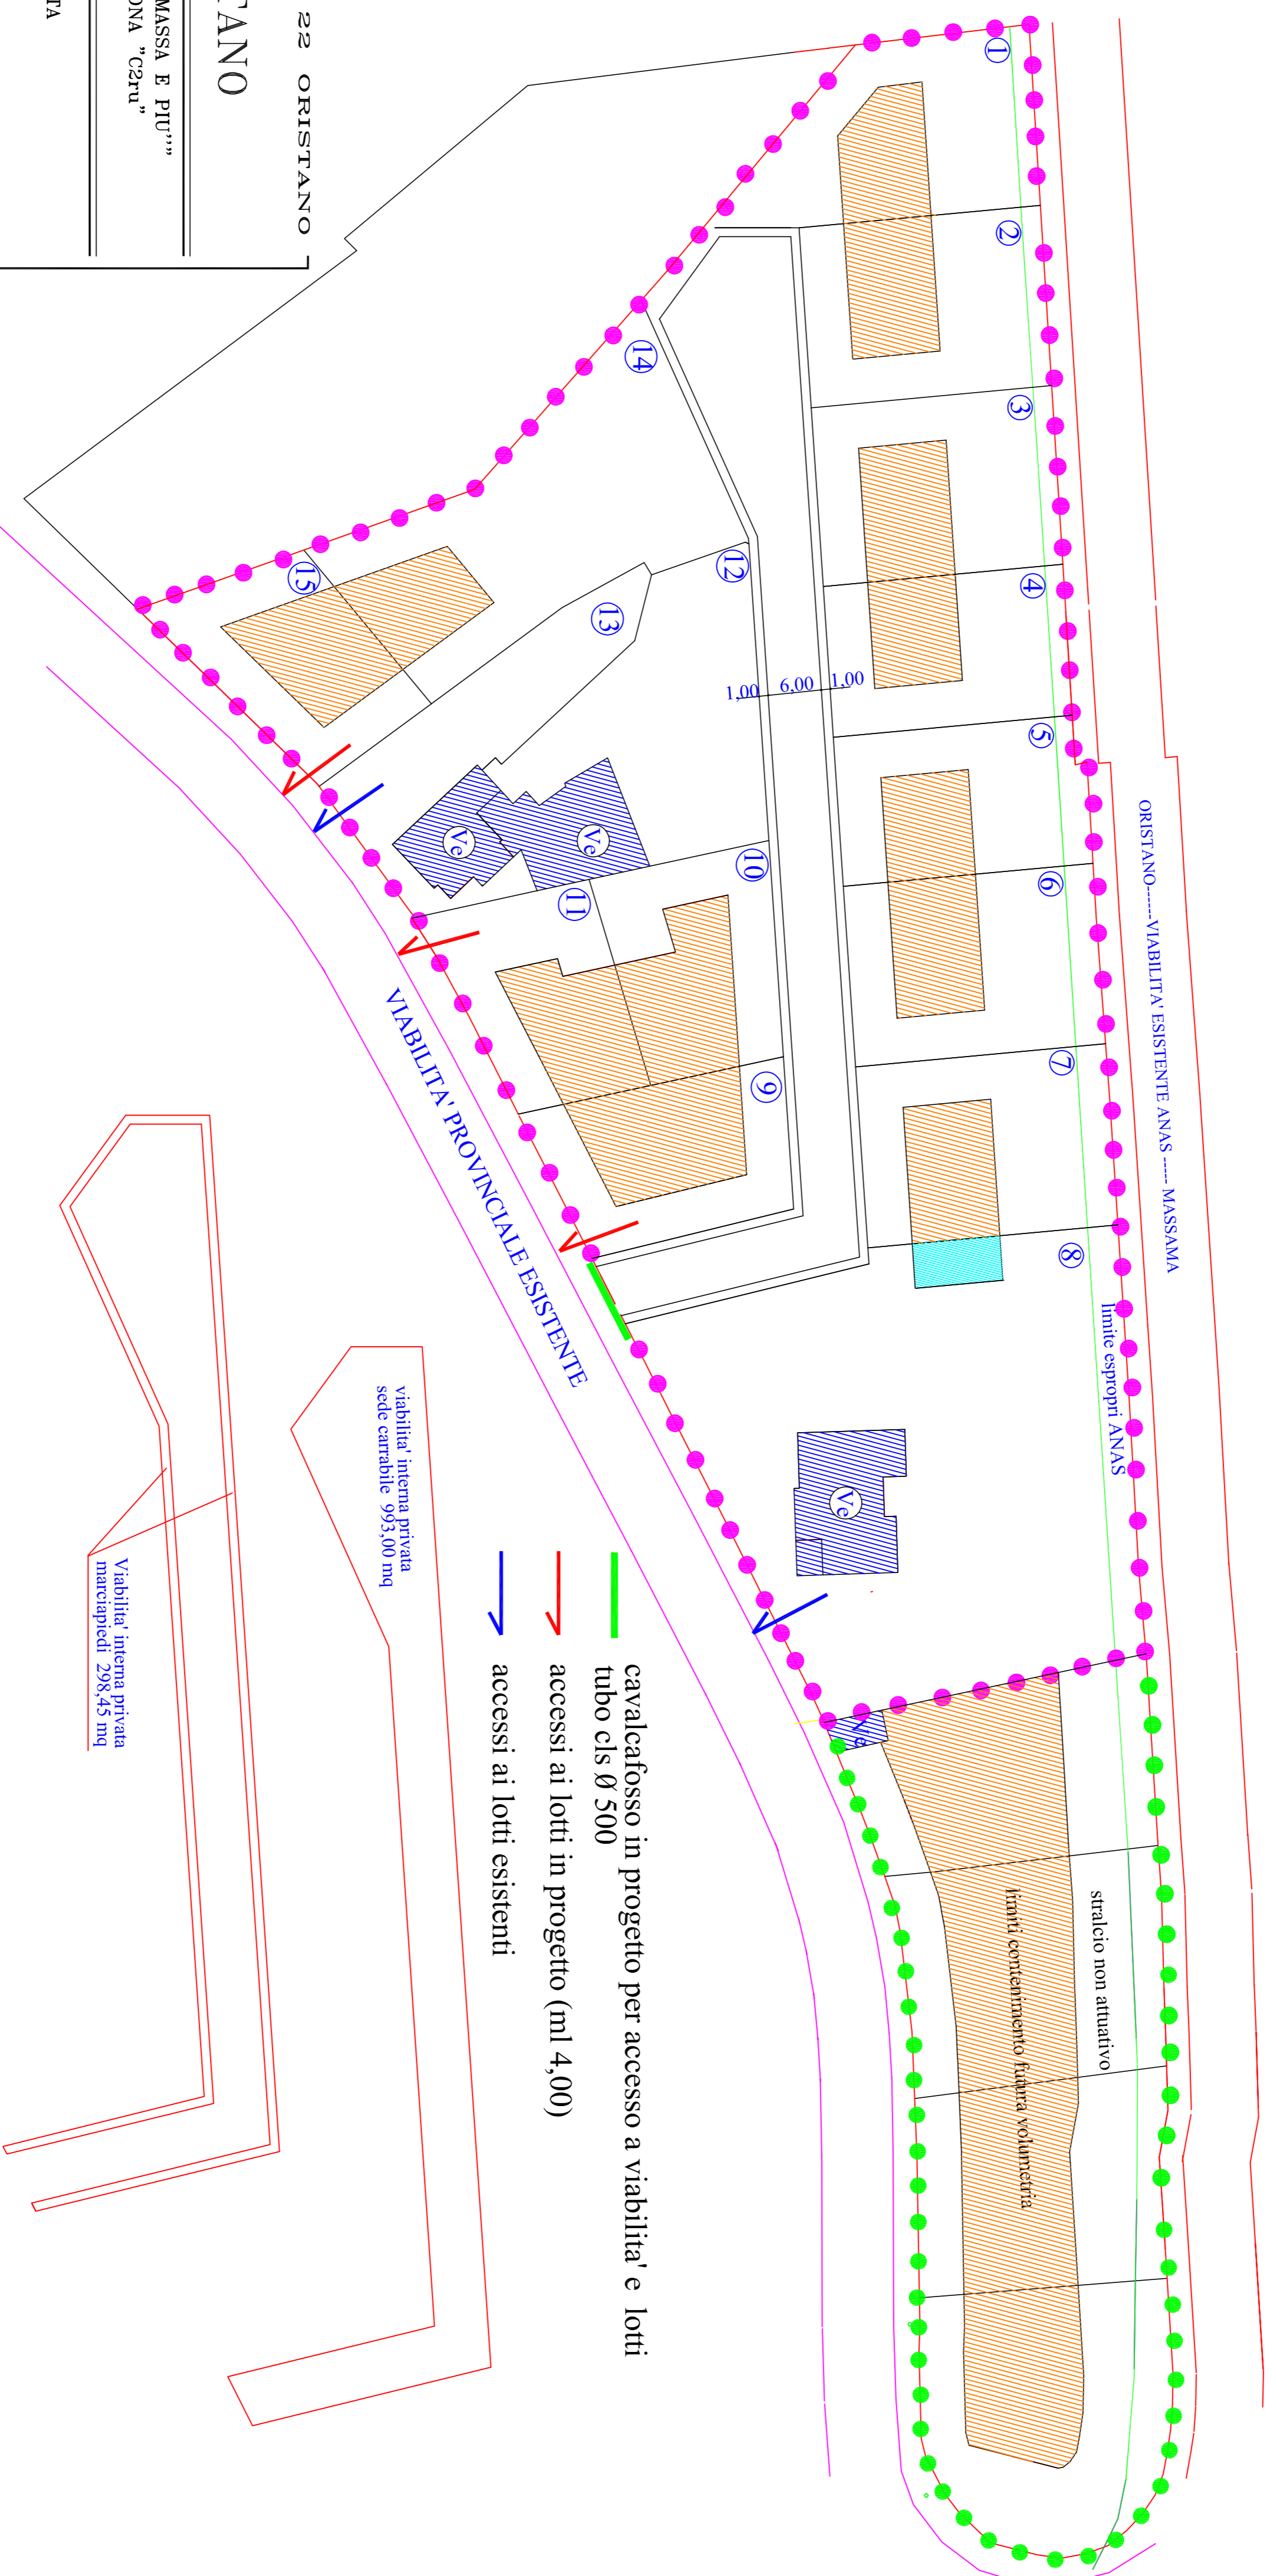 22 ORISTANO
TANO
MASSA E PIU'"
ONA "C2ru"
TA
1
2
3
4
5
6
7
8
9
10
11
12
13
14
15
1,00
6,00
1,00
Ve
Ve
Ve
Ve
ORISTANO------VIABILITA' ESISTENTE ANAS ----- MASSAMA
limite espropri ANAS
VIABILITA' PROVINCIALE ESISTENTE
stralcio non attuativo
limiti contenimento futura volumetria
cavalcafosso in progetto per accesso a viabilita' e lotti
tubo cls Ø 500
accessi ai lotti in progetto (ml 4,00)
accessi ai lotti esistenti
viabilita' interna privata
sede carrabile 993,00 mq
Viabilita' interna privata
marciapiedi 298,45 mq